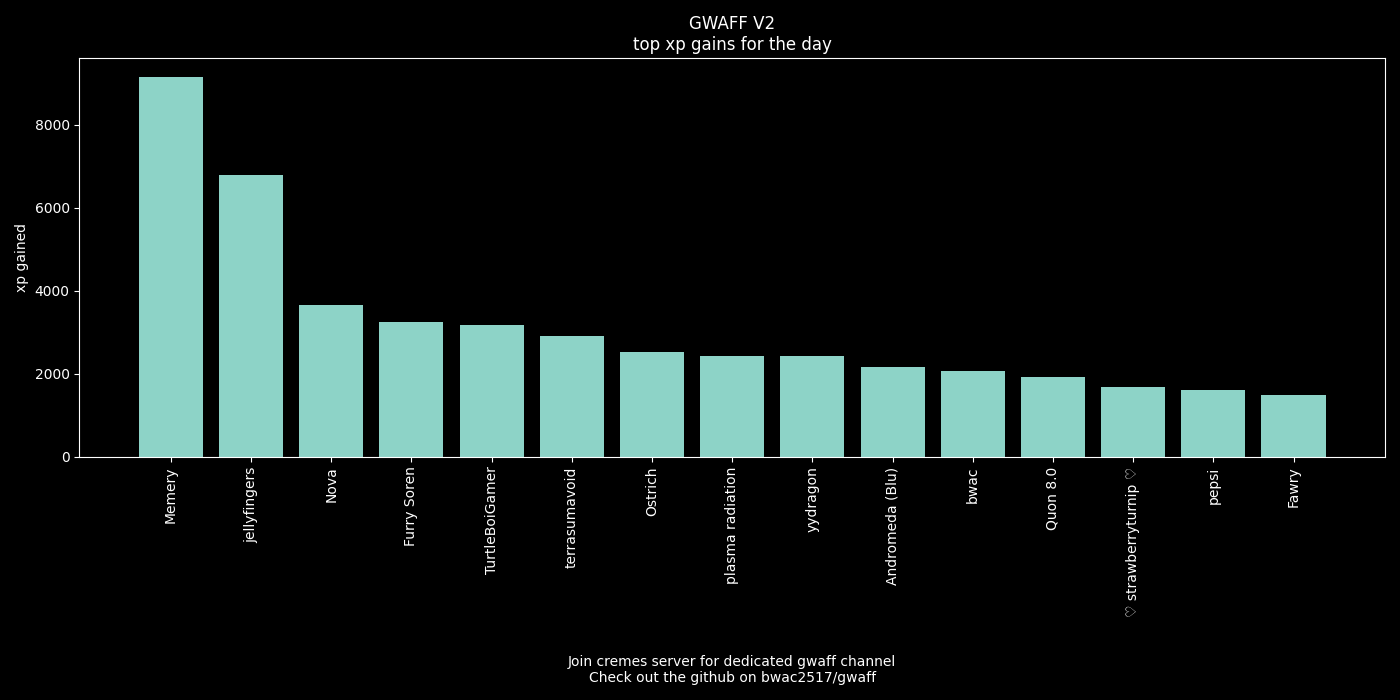 GWAFF V2
top xp gains for the day
xp gained
8000
6000
4000
2000
0
Memery
jellyfingers
Nova
Furry Soren
TurtleBoiGamer
terrasumavoid
Ostrich
plasma radiation
yydragon
Andromeda (Blu)
bwac
Quon 8.0
♡ strawberryturnip ♡
pepsi
Fawry
Join cremes server for dedicated gwaff channel
Check out the github on bwac2517/gwaff